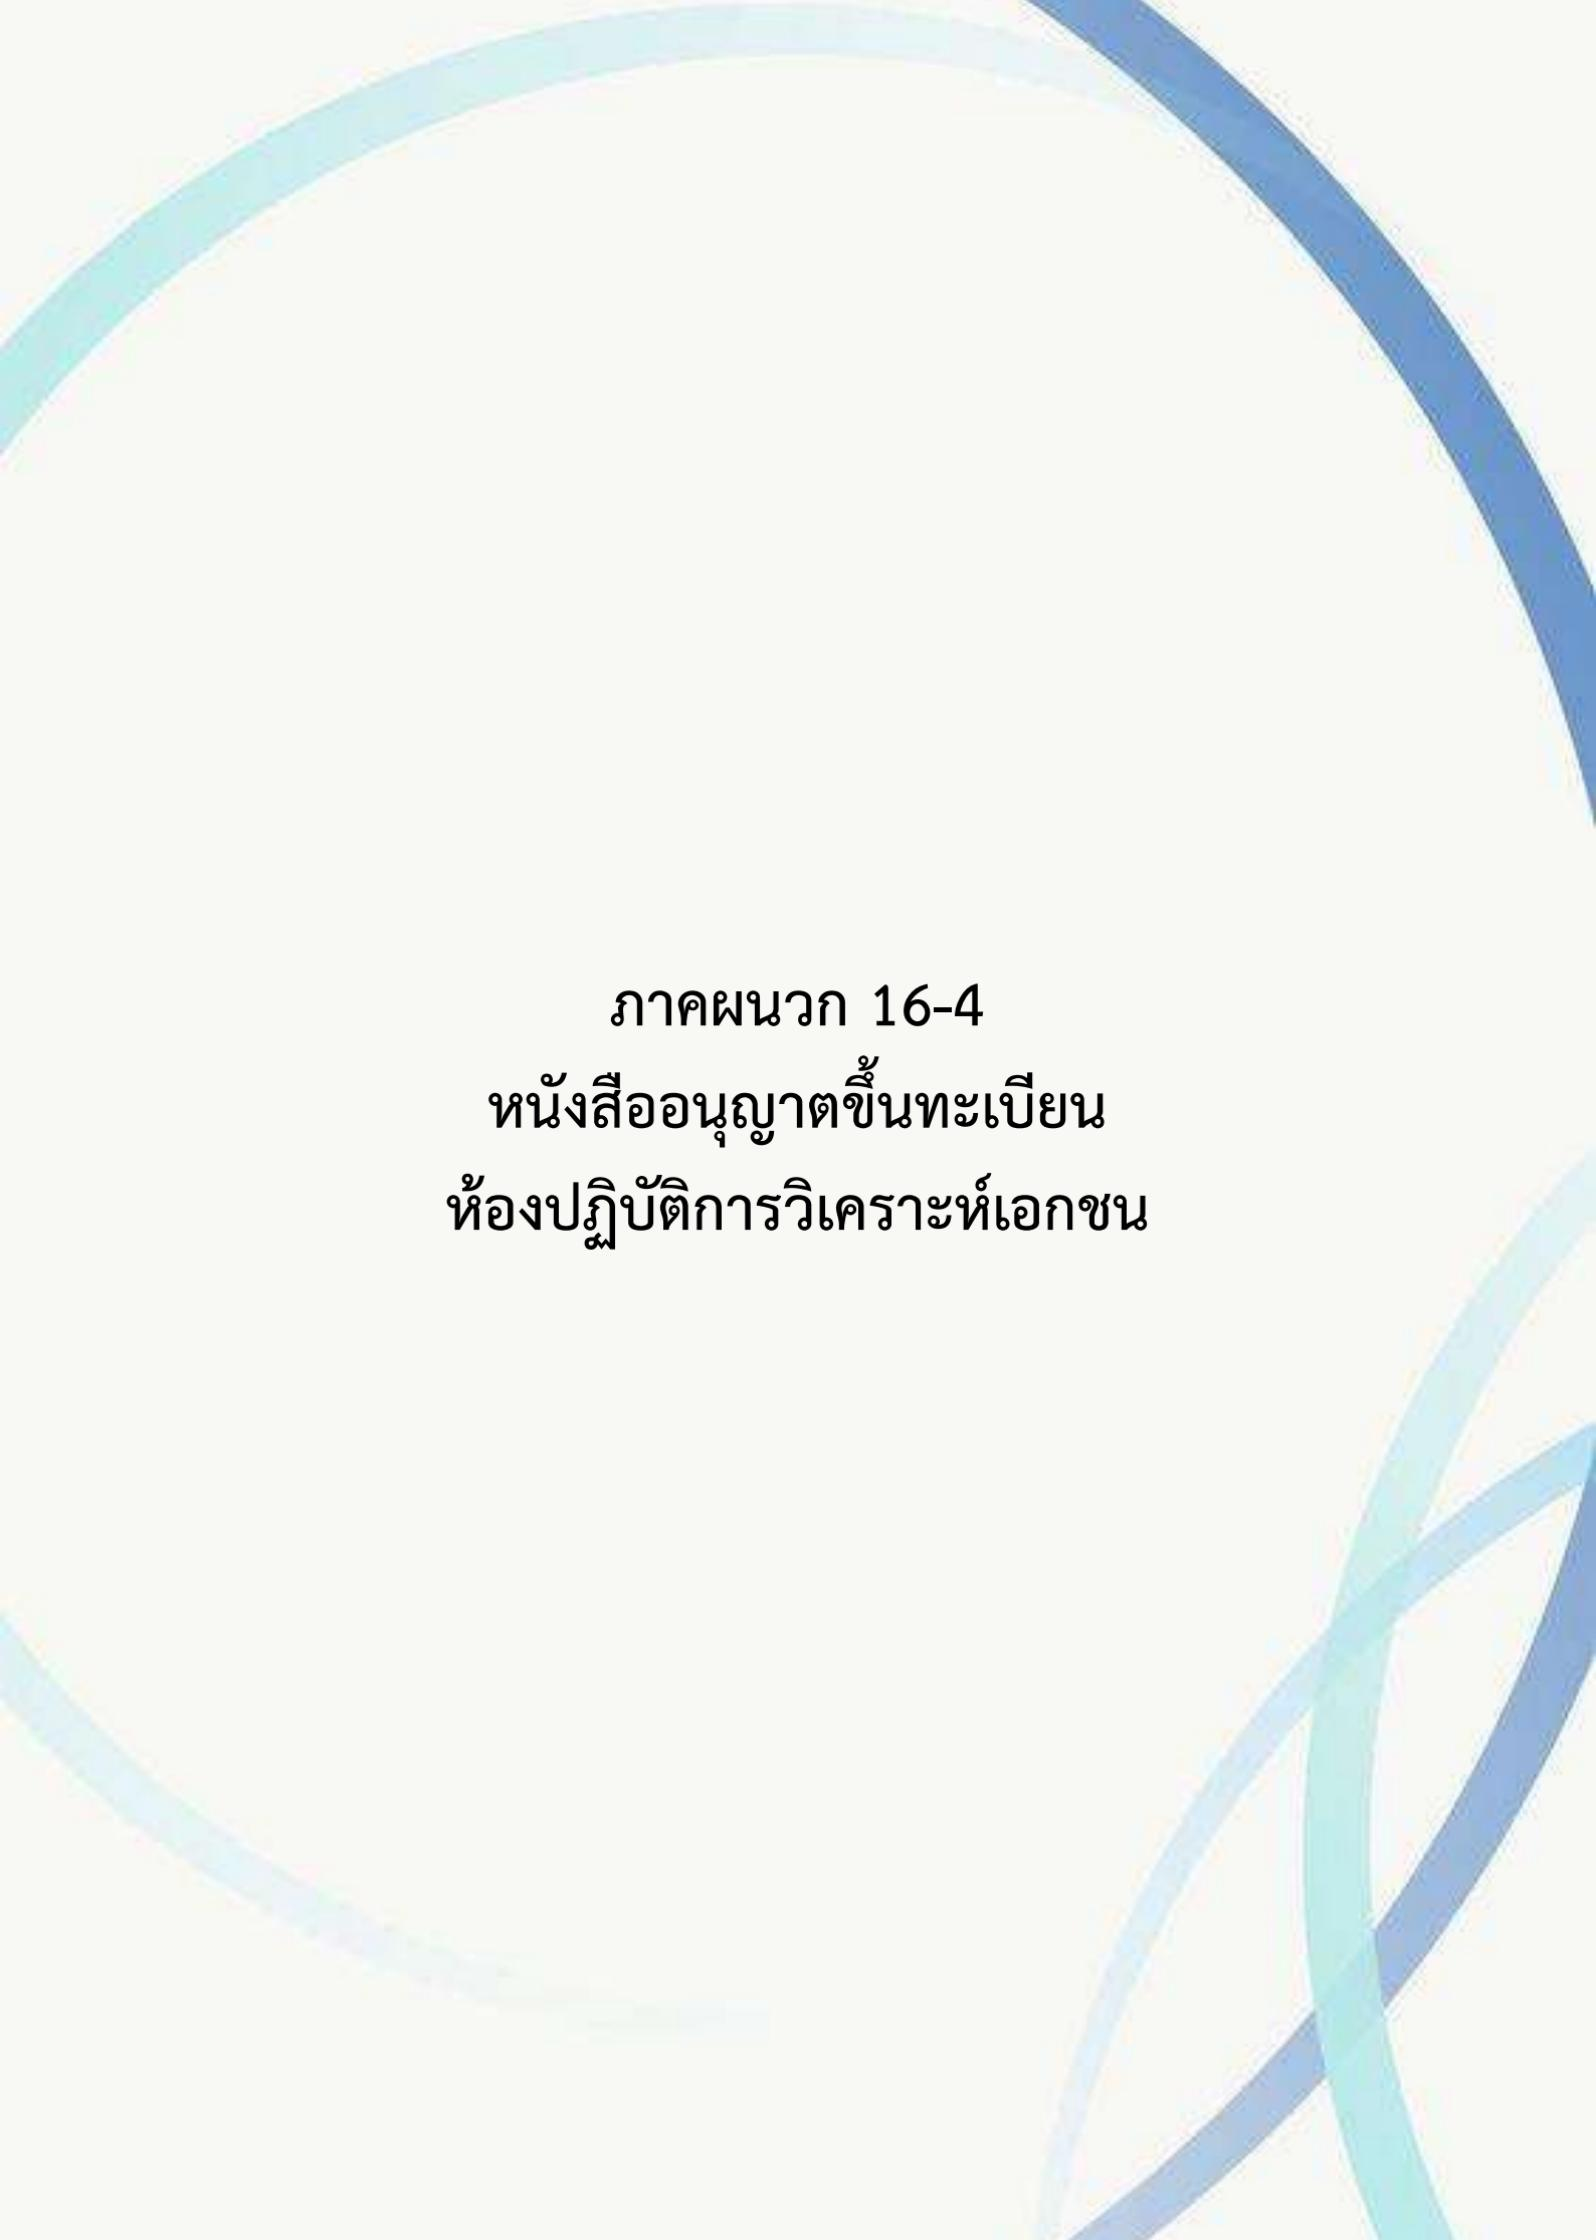 ภาคผนวก 16-4
หนังสืออนุญาตขึ้นทะเบียน
ห้องปฏิบัติการวิเคราะห์เอกชน